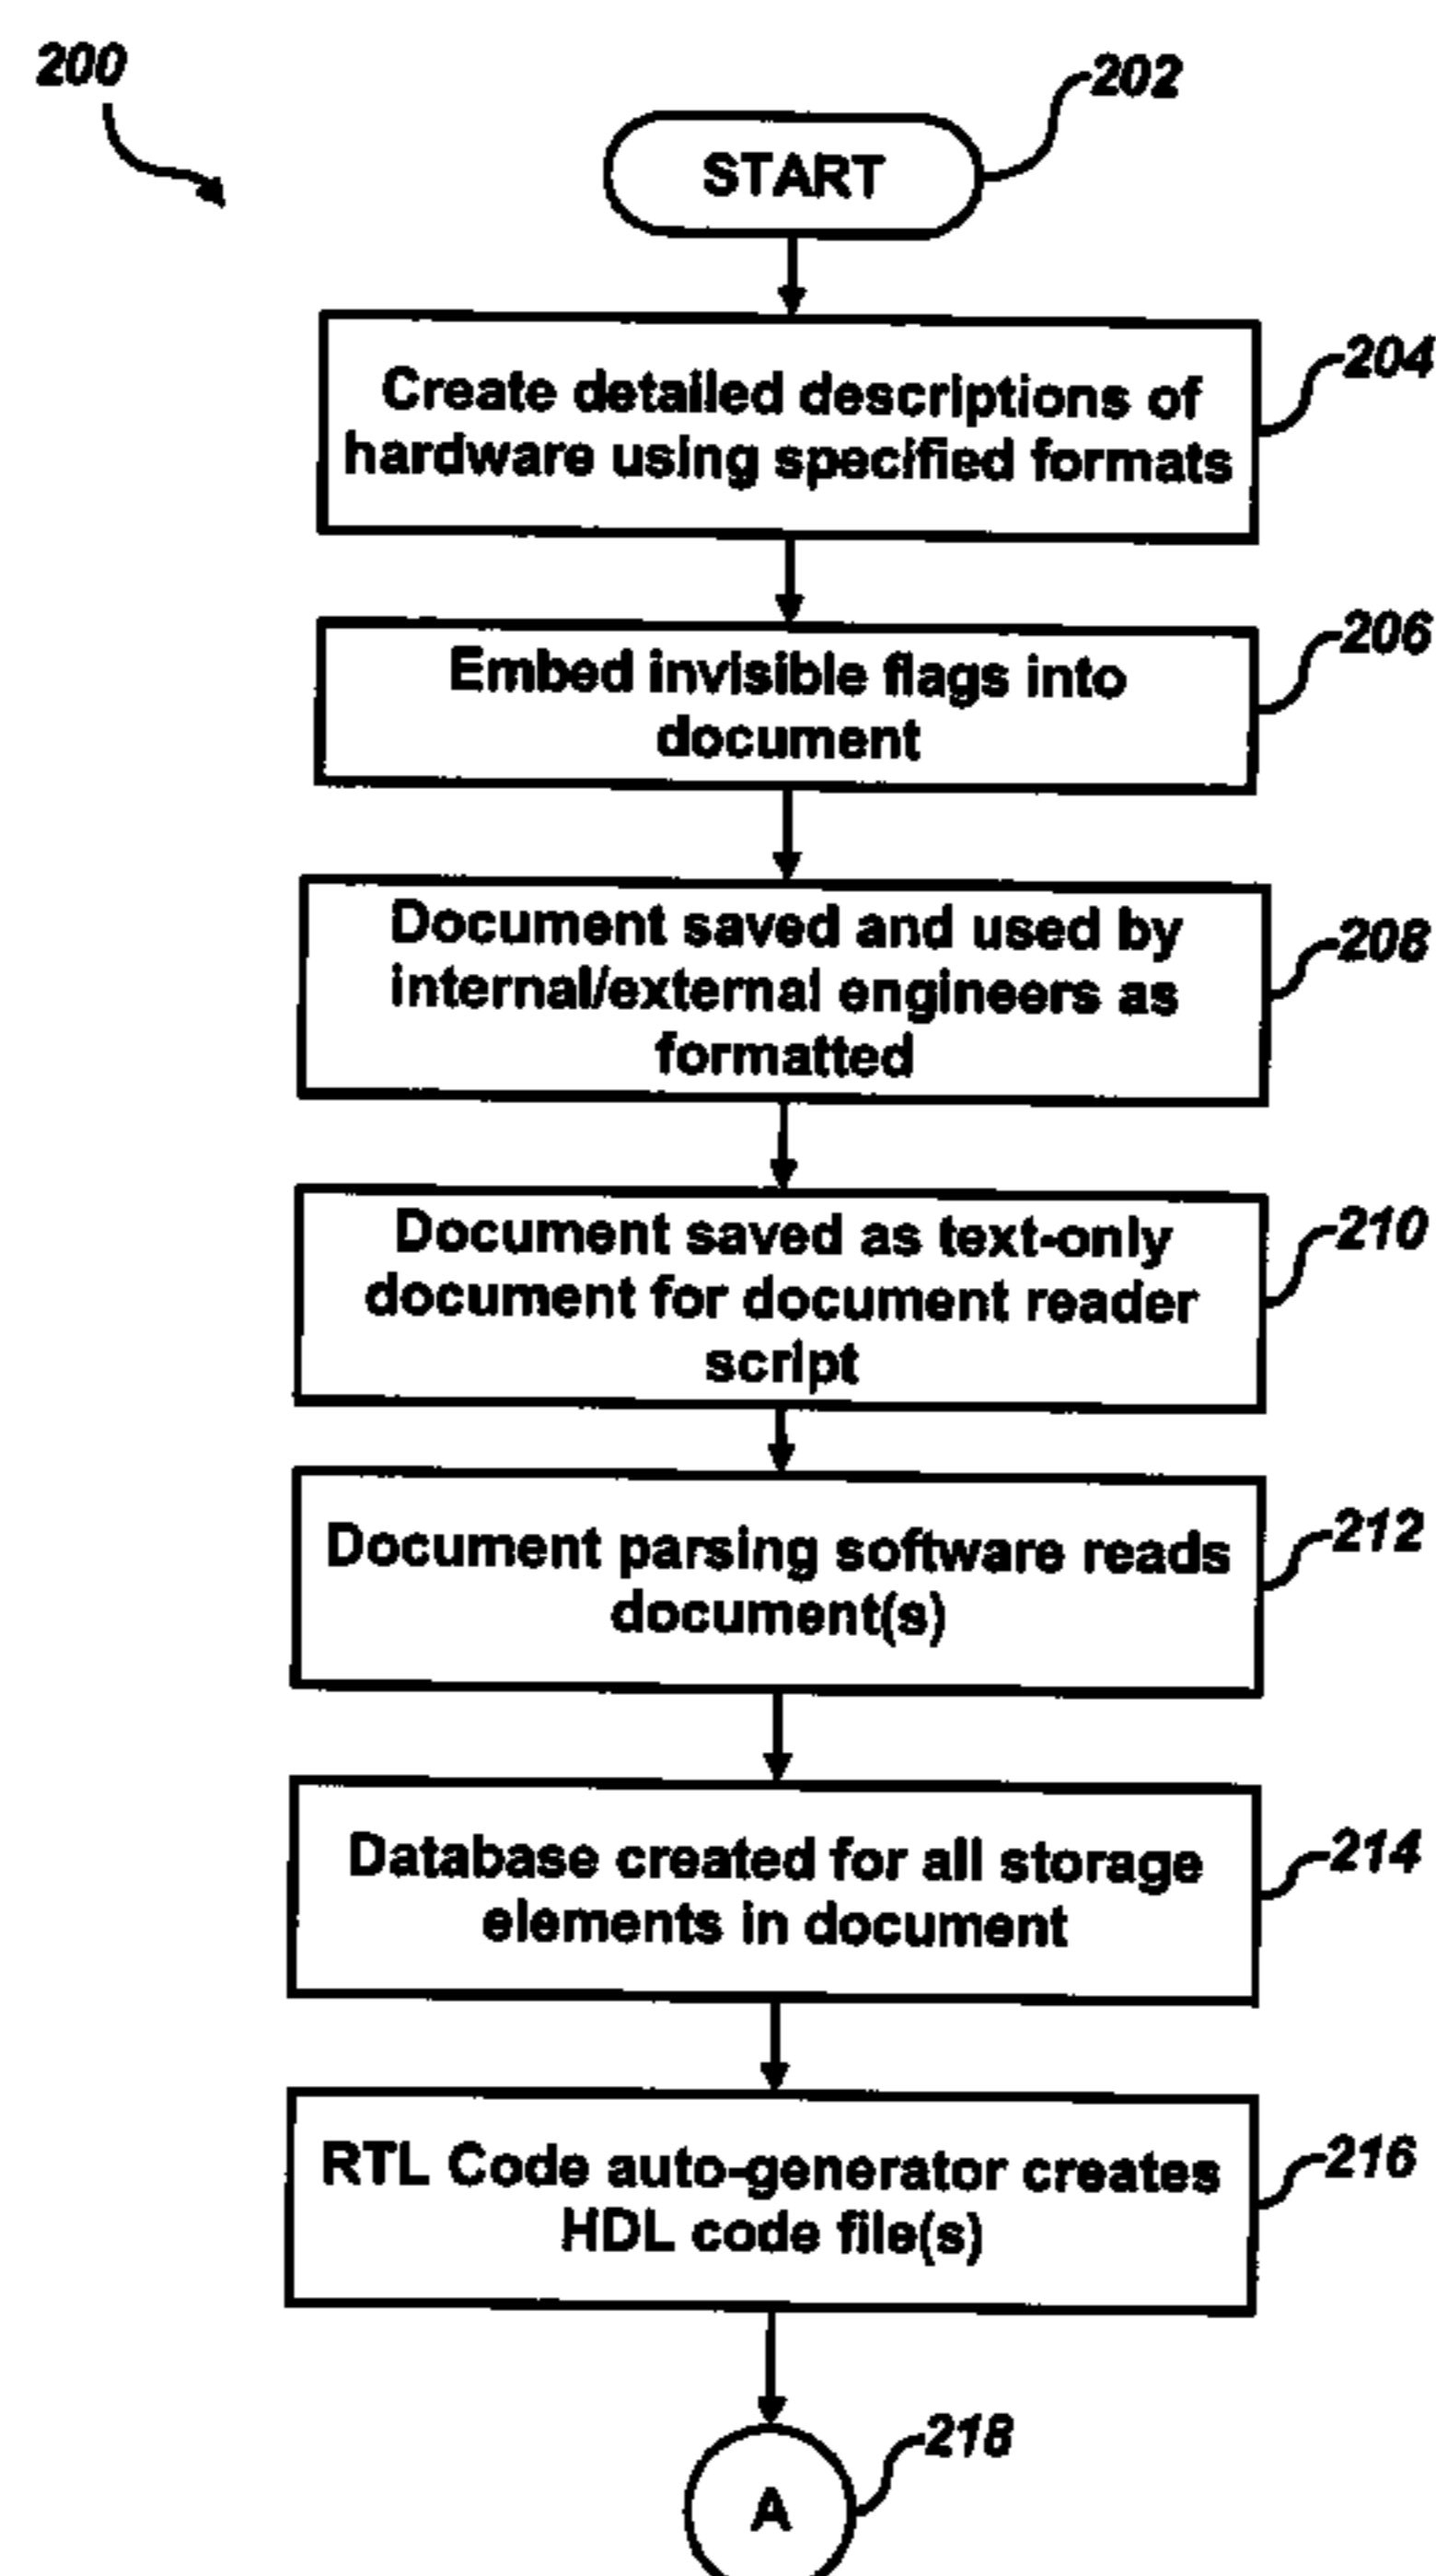 200
202
START
204
Create detailed descriptions of
hardware using specified formats
206
Embed invisible flags into
document
208
Document saved and used by
internal/external engineers as
formatted
210
Document saved as text-only
document for document reader
script
212
Document parsing software reads
document(s)
214
Database created for all storage
elements in document
216
RTL Code auto-generator creates
HDL code file(s)
218
A